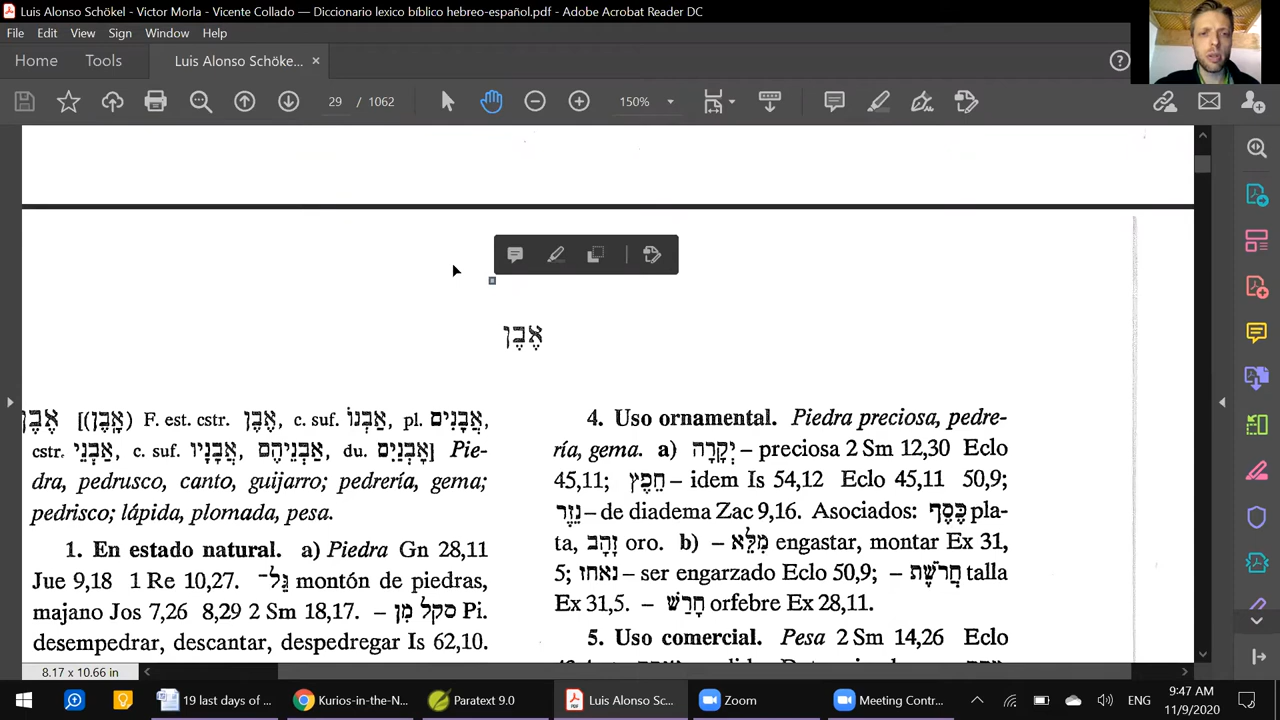 Luis Alonso Schökel - Victor Morla - Vicente Collado — Diccionario lexico bíblico hebreo-español.pdf - Adobe Acrobat Reader DC
File Edit View Sign Window Help
Home Tools Luis Alonso Schöke... ×
29 / 1062 150%
אֶבֶן
אֶבֶן [(אָבֶן) F. est. cstr. אֶבֶן, c. suf. אַבְנוֹ, pl. אֲבָנִים,
cstr. אַבְנֵי, c. suf. אֲבָנָיו אַבְנֵיהֶם, du. אָבְנַיִם] Pie-
dra, pedrusco, canto, guijarro; pedrería, gema;
pedrisco; lápida, plomada, pesa.
1. En estado natural. a) Piedra Gn 28,11
Jue 9,18 1 Re 10,27. גַּל־ montón de piedras,
majano Jos 7,26 8,29 2 Sm 18,17. – סקל מִן Pi.
desempedrar, descantar, despedregar Is 62,10.
4. Uso ornamental. Piedra preciosa, pedre-
ría, gema. a) יְקָרָה – preciosa 2 Sm 12,30 Eclo
45,11; חֵפֶץ – idem Is 54,12 Eclo 45,11 50,9;
נֵזֶר – de diadema Zac 9,16. Asociados: כֶּסֶף pla-
ta, זָהָב oro. b) – מִלֵּא engastar, montar Ex 31,
5; נאחז – ser engarzado Eclo 50,9; – חֲרֹשֶׁת talla
Ex 31,5. – חָרַשׁ orfebre Ex 28,11.
5. Uso comercial. Pesa 2 Sm 14,26 Eclo
8.17 x 10.66 in
19 last days of ... Kurios-in-the-N... Paratext 9.0 Luis Alonso Sc... Zoom Meeting Contr... ENG 9:47 AM
11/9/2020